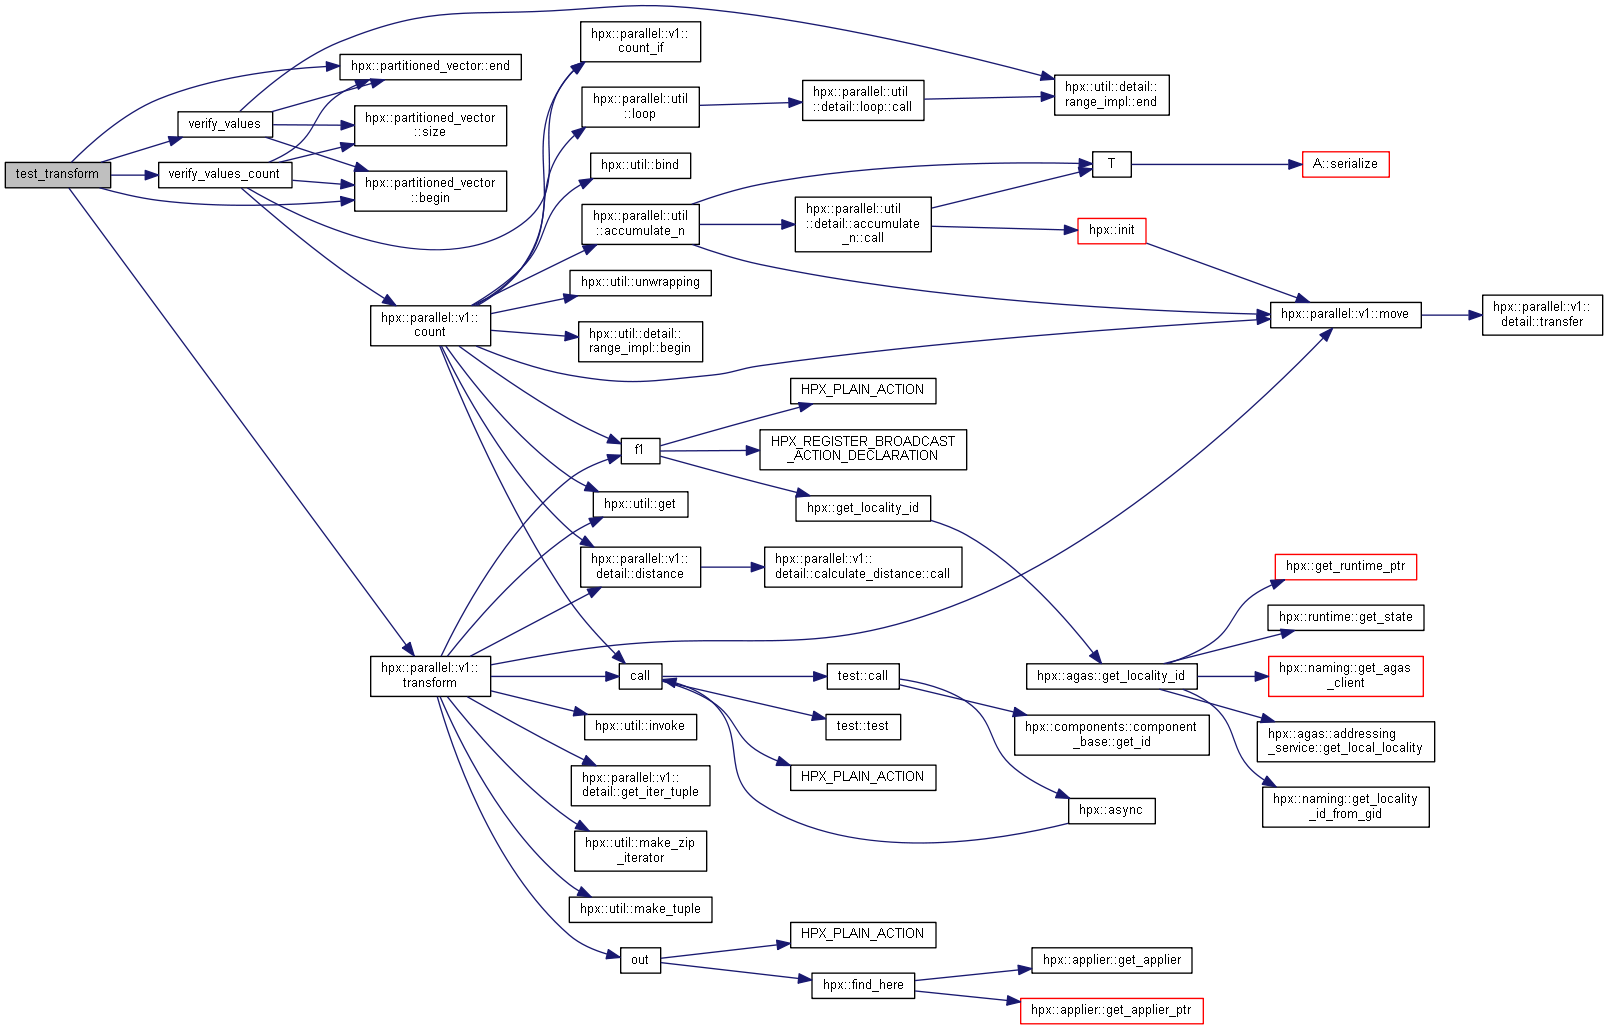 test_transform
verify_values
verify_values_count
hpx::partitioned_vector::end
hpx::partitioned_vector
::size
hpx::partitioned_vector
::begin
hpx::parallel::v1::
count
hpx::parallel::v1::
transform
hpx::parallel::v1::
count_if
hpx::parallel::util
::loop
hpx::util::bind
hpx::parallel::util
::accumulate_n
hpx::util::unwrapping
hpx::util::detail::
range_impl::begin
f1
hpx::util::get
hpx::parallel::v1::
detail::distance
call
hpx::util::invoke
hpx::parallel::v1::
detail::get_iter_tuple
hpx::util::make_zip
_iterator
hpx::util::make_tuple
out
hpx::parallel::util
::detail::loop::call
hpx::parallel::util
::detail::accumulate
_n::call
HPX_PLAIN_ACTION
HPX_REGISTER_BROADCAST
_ACTION_DECLARATION
hpx::get_locality_id
hpx::parallel::v1::
detail::calculate_distance::call
test::call
test::test
HPX_PLAIN_ACTION
HPX_PLAIN_ACTION
hpx::find_here
hpx::util::detail::
range_impl::end
T
hpx::init
hpx::agas::get_locality_id
hpx::components::component
_base::get_id
hpx::async
hpx::applier::get_applier
hpx::applier::get_applier_ptr
A::serialize
hpx::parallel::v1::move
hpx::get_runtime_ptr
hpx::runtime::get_state
hpx::naming::get_agas
_client
hpx::agas::addressing
_service::get_local_locality
hpx::naming::get_locality
_id_from_gid
hpx::parallel::v1::
detail::transfer